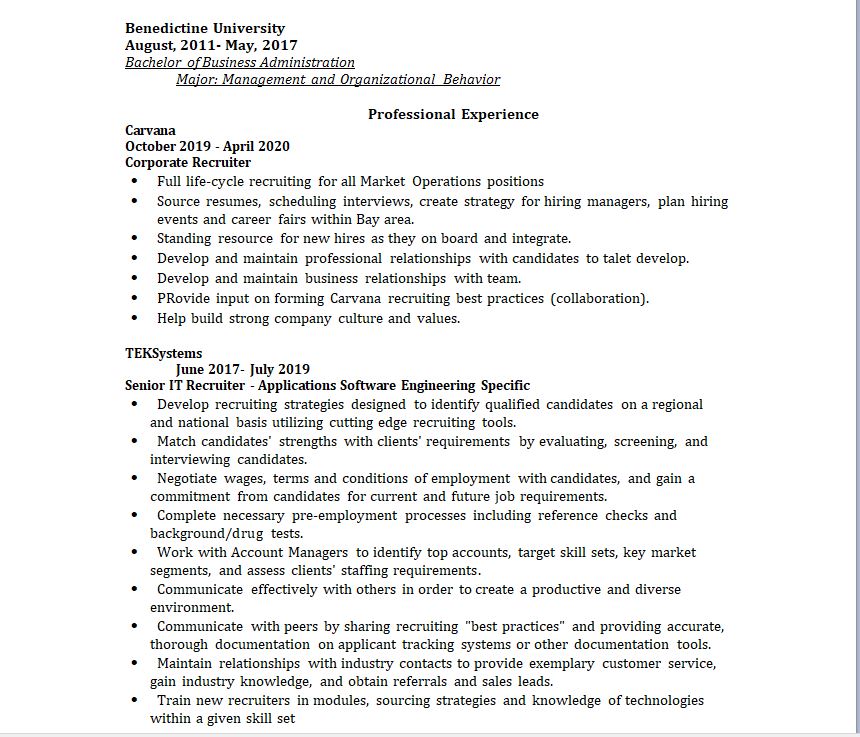 Benedictine University
August, 2011- May, 2017
Bachelor of Business Administration
Major: Management and Organizational Behavior
Professional Experience
Carvana
October 2019 - April 2020
Corporate Recruiter
• Full life-cycle recruiting for all Market Operations positions
• Source resumes, scheduling interviews, create strategy for hiring managers, plan hiring
events and career fairs within Bay area.
• Standing resource for new hires as they on board and integrate.
• Develop and maintain professional relationships with candidates to talet develop.
• Develop and maintain business relationships with team.
• PRovide input on forming Carvana recruiting best practices (collaboration).
• Help build strong company culture and values.
TEKSystems
June 2017- July 2019
Senior IT Recruiter - Applications Software Engineering Specific
• Develop recruiting strategies designed to identify qualified candidates on a regional
and national basis utilizing cutting edge recruiting tools.
• Match candidates' strengths with clients' requirements by evaluating, screening, and
interviewing candidates.
• Negotiate wages, terms and conditions of employment with candidates, and gain a
commitment from candidates for current and future job requirements.
• Complete necessary pre-employment processes including reference checks and
background/drug tests.
• Work with Account Managers to identify top accounts, target skill sets, key market
segments, and assess clients' staffing requirements.
• Communicate effectively with others in order to create a productive and diverse
environment.
• Communicate with peers by sharing recruiting "best practices" and providing accurate,
thorough documentation on applicant tracking systems or other documentation tools.
• Maintain relationships with industry contacts to provide exemplary customer service,
gain industry knowledge, and obtain referrals and sales leads.
• Train new recruiters in modules, sourcing strategies and knowledge of technologies
within a given skill set